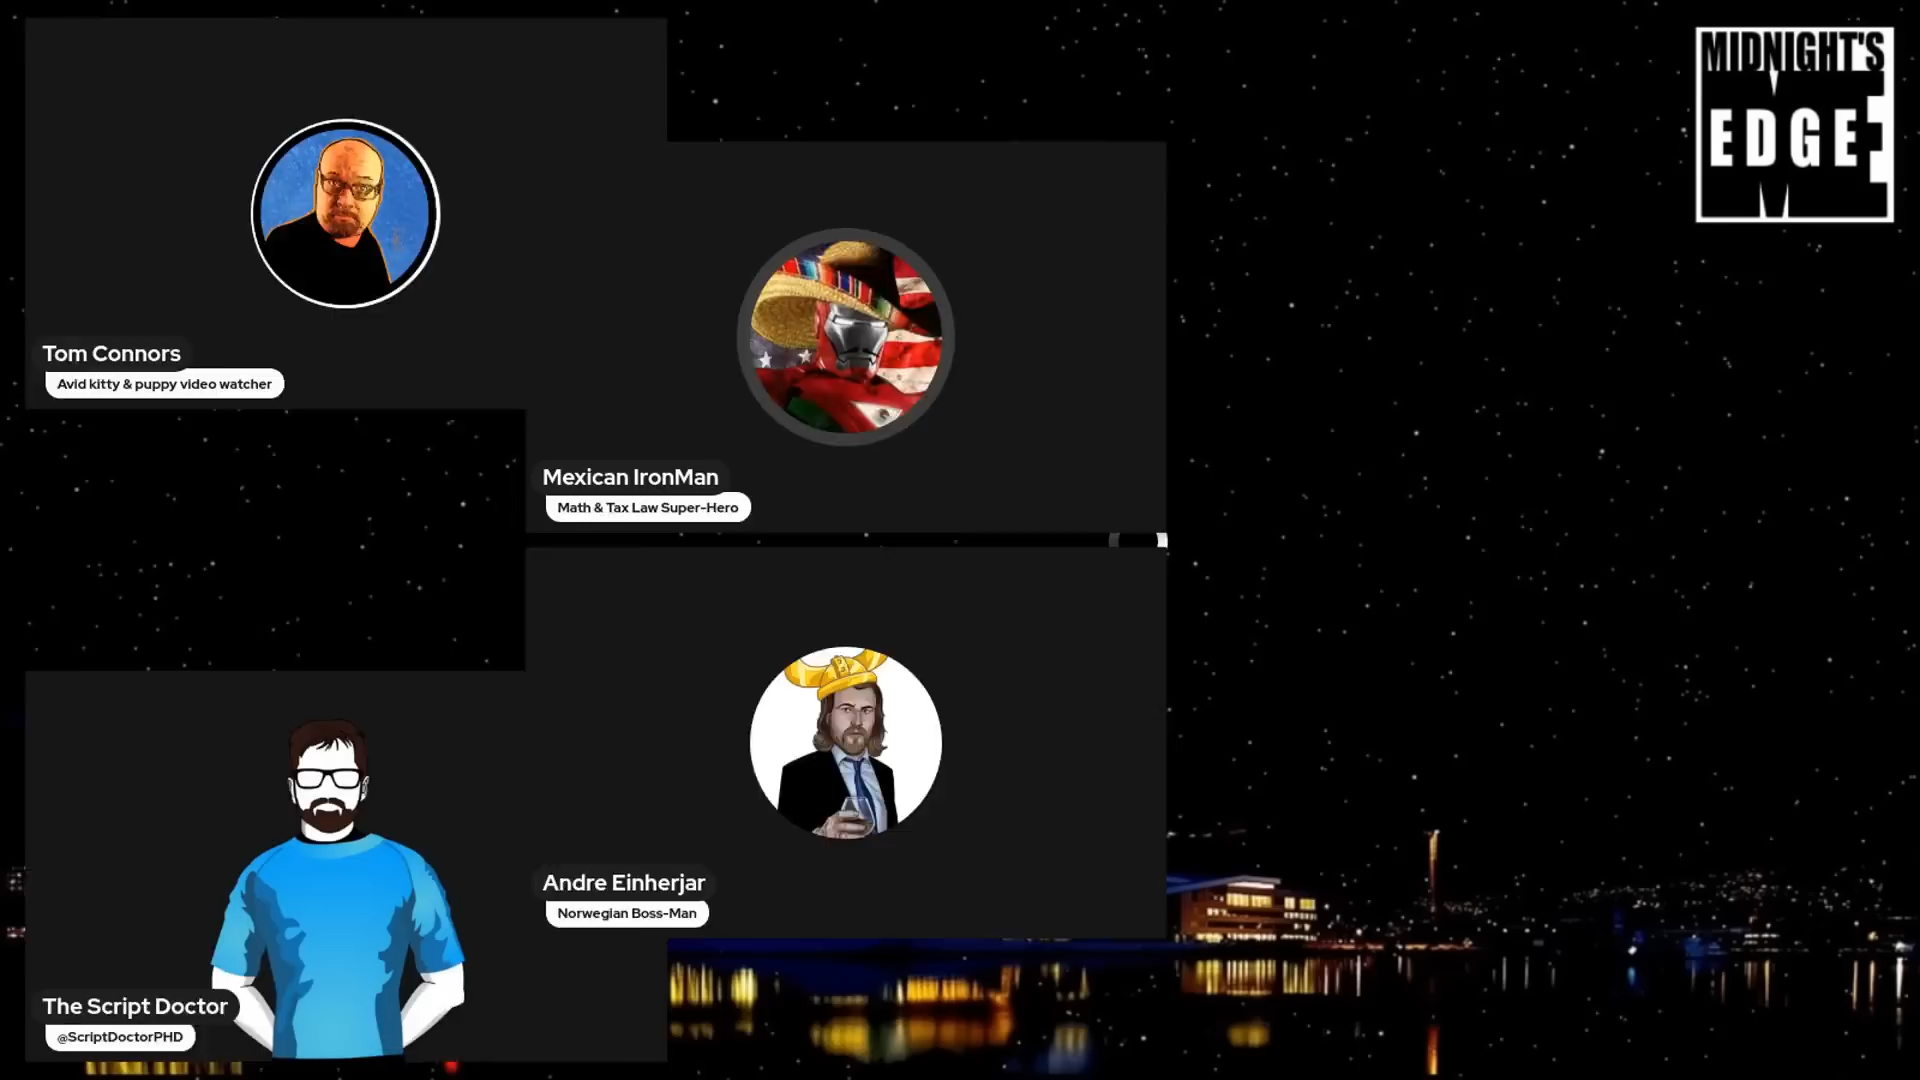 MIDNIGHT'S
EDGE
Tom Connors
Avid kitty & puppy video watcher
Mexican IronMan
Math & Tax Law Super-Hero
Andre Einherjar
Norwegian Boss-Man
The Script Doctor
@ScriptDoctorPHD